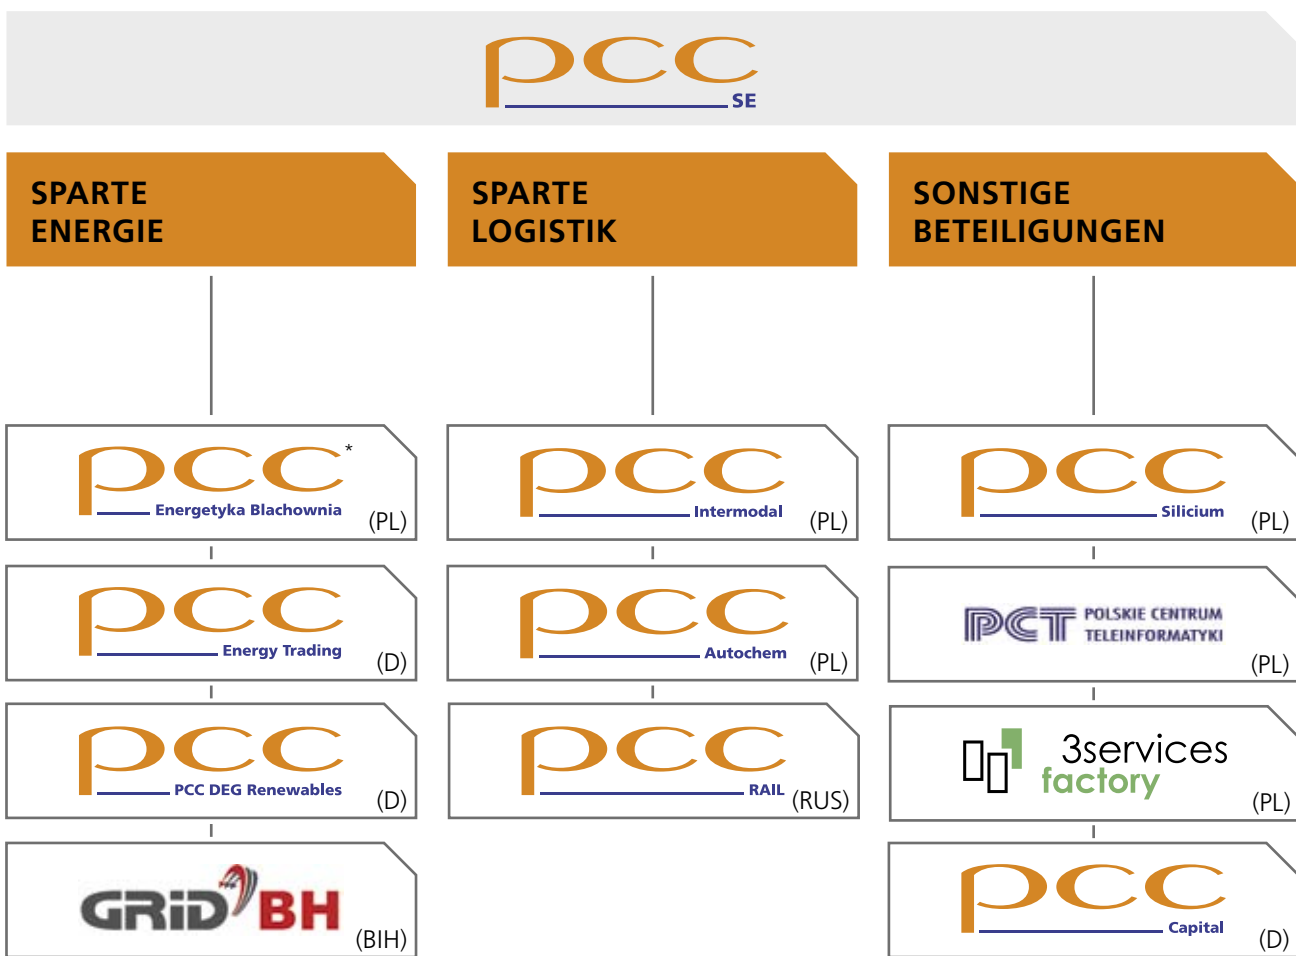 pcc
SE
SPARTE
ENERGIE
pcc*
Energetyka Blachownia
(PL)
pcc
Energy Trading
(D)
pcc
PCC DEG Renewables
(D)
GRiD BH
(BIH)
SPARTE
LOGISTIK
pcc
Intermodal
(PL)
pcc
Autochem
(PL)
pcc
RAIL
(RUS)
SONSTIGE
BETEILIGUNGEN
pcc
Silicium
(PL)
PCT POLSKIE CENTRUM
TELEINFORMATYKI
(PL)
3services
factory
(PL)
pcc
Capital
(D)